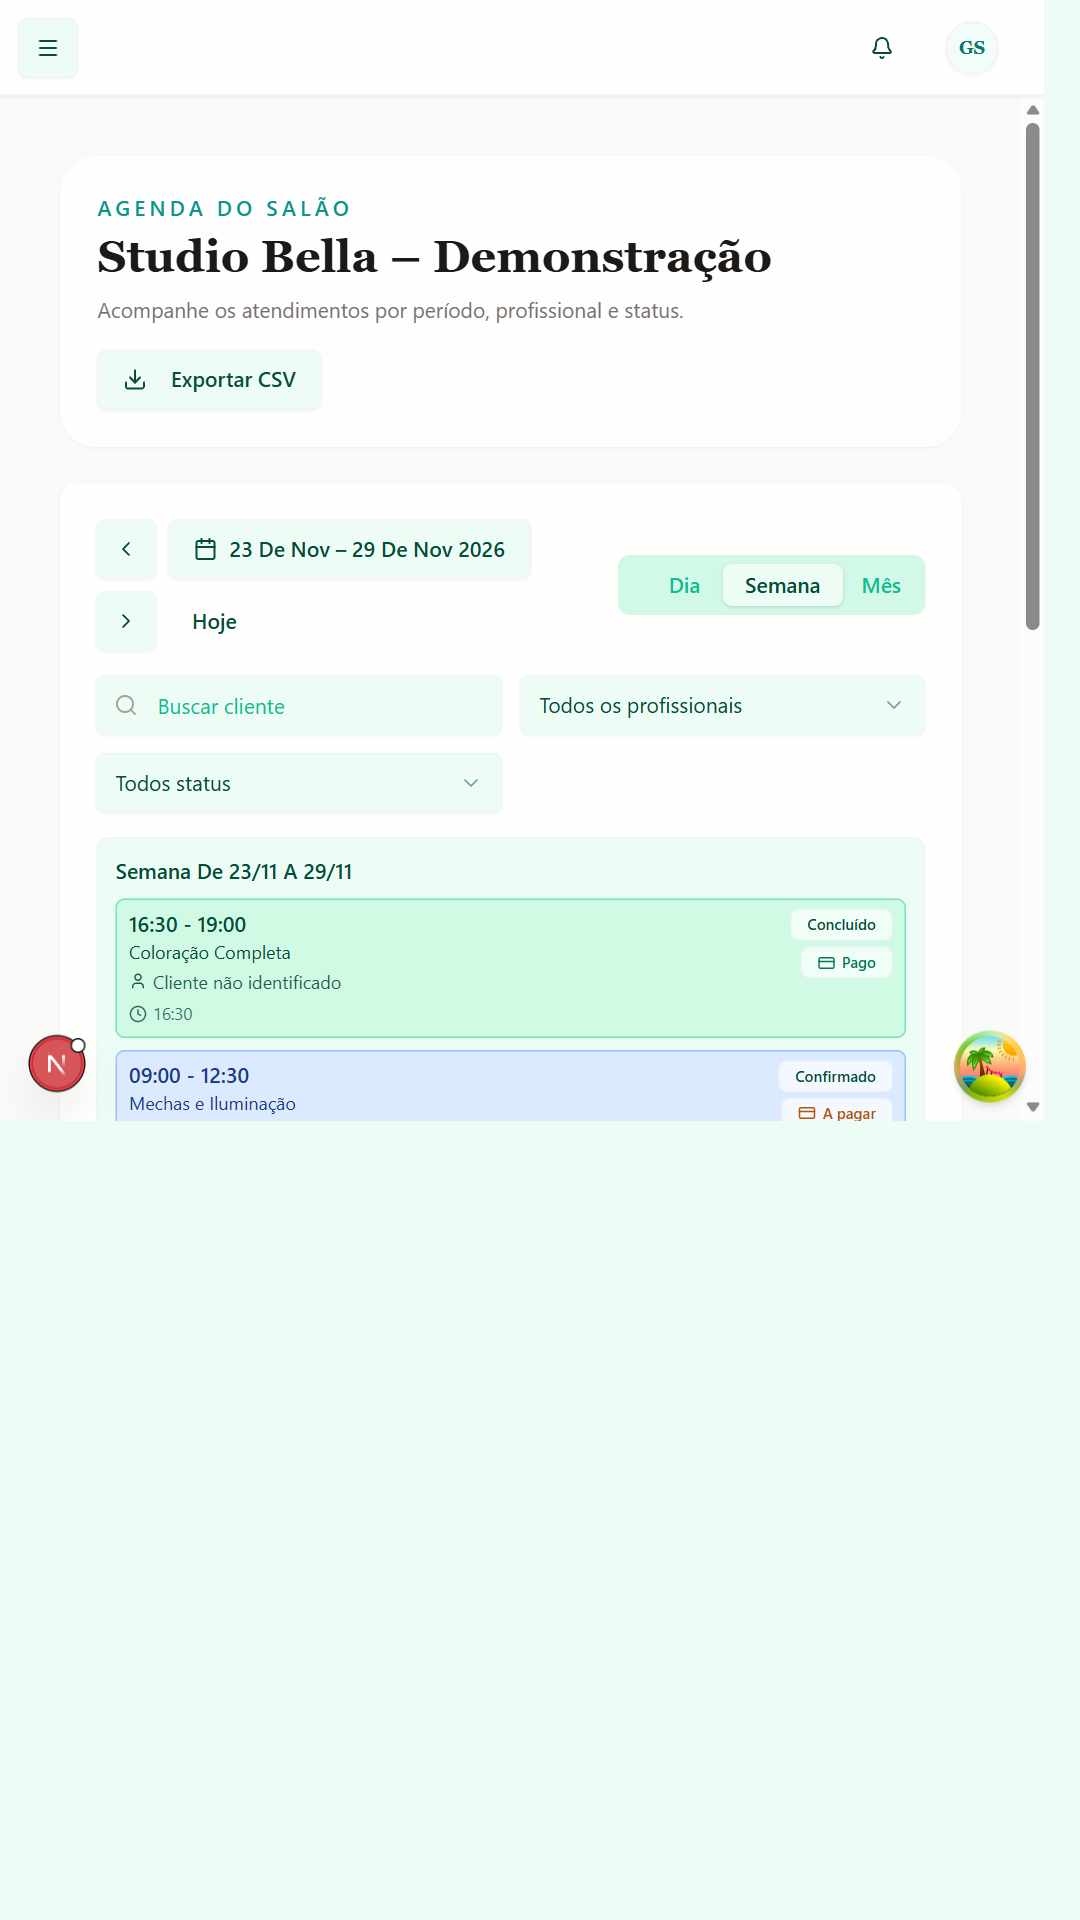 GS
AGENDA DO SALÃO
Studio Bella – Demonstração
Acompanhe os atendimentos por período, profissional e status.
Exportar CSV
23 De Nov – 29 De Nov 2026
Dia Semana Mês
Hoje
Buscar cliente
Todos os profissionais
Todos status
Semana De 23/11 A 29/11
16:30 - 19:00
Concluído
Coloração Completa
Pago
Cliente não identificado
16:30
N
09:00 - 12:30
Confirmado
Mechas e Iluminação
A pagar